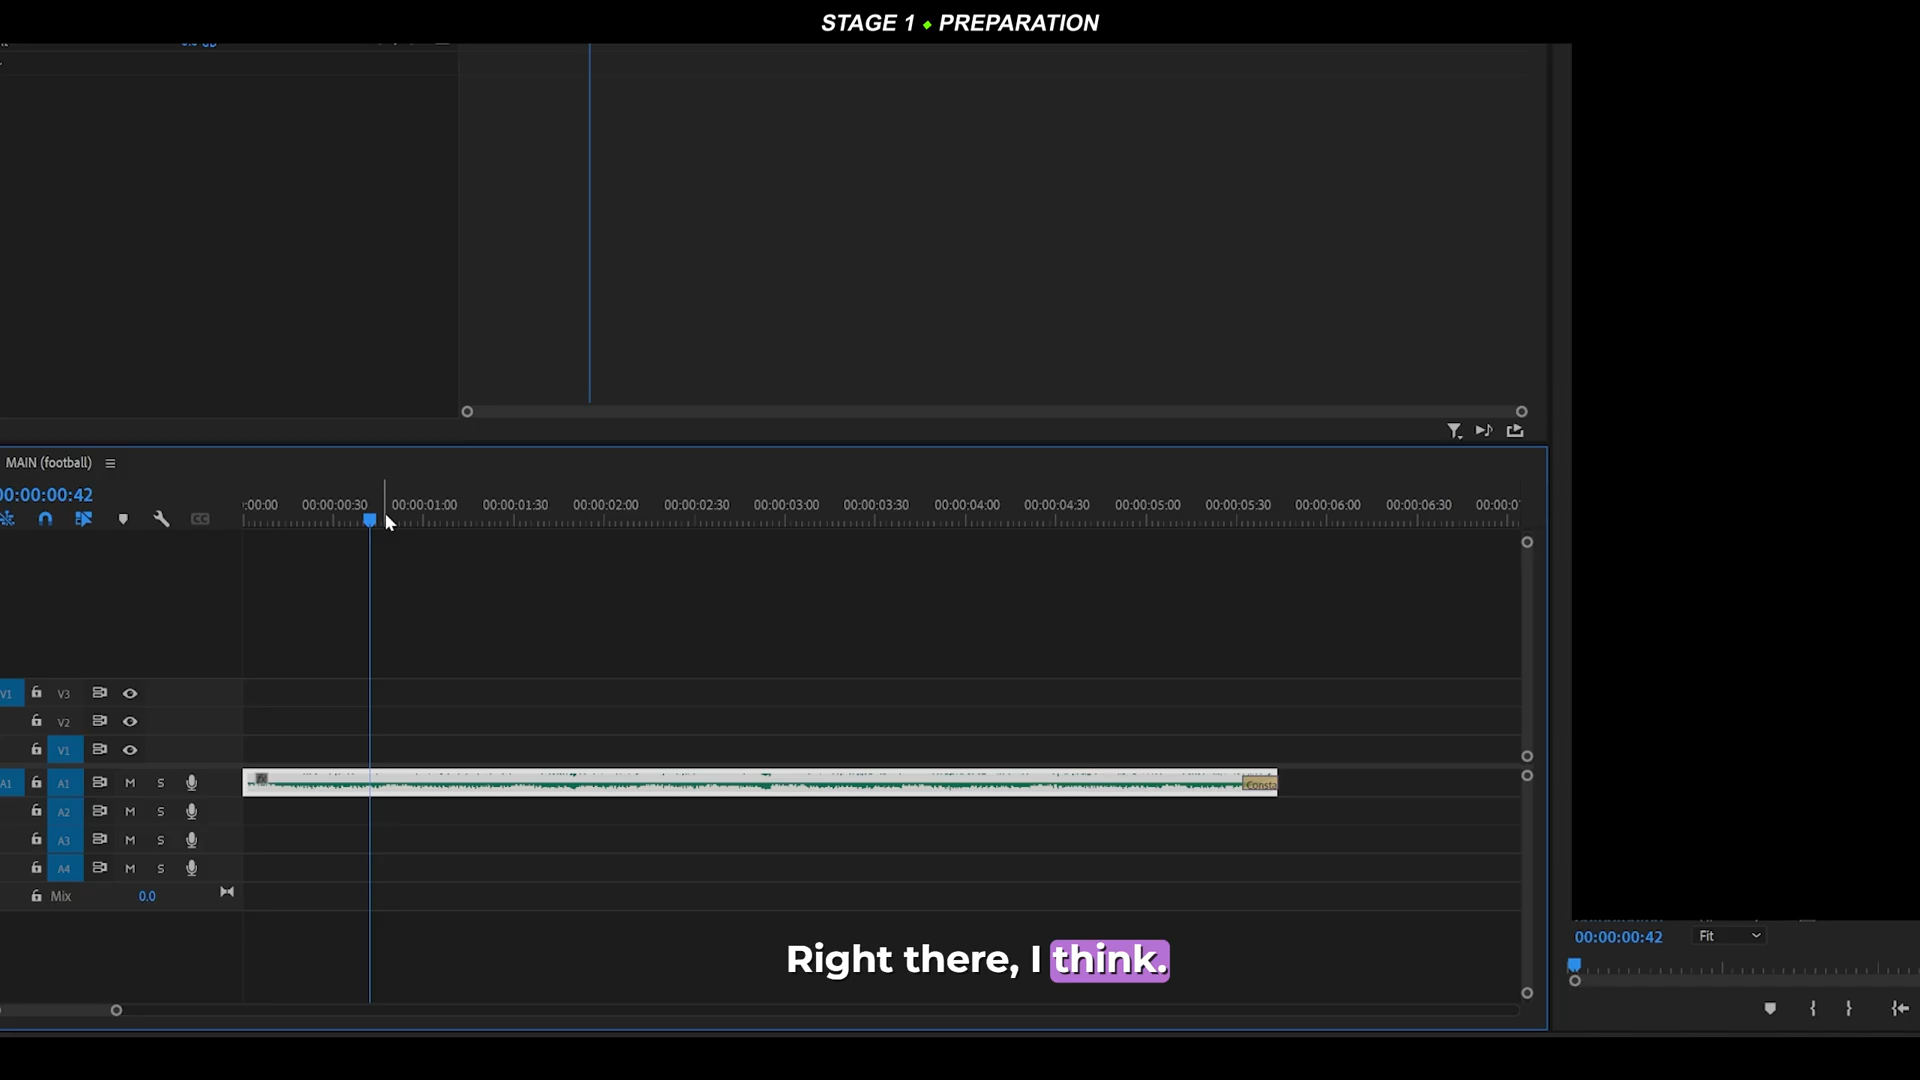 STAGE 1 ⬥ PREPARATION
MAIN (football)
00:00:00:42
:00:00 00:00:00:30 00:00:01:00 00:00:01:30 00:00:02:00 00:00:02:30 00:00:03:00 00:00:03:30 00:00:04:00 00:00:04:30 00:00:05:00 00:00:05:30 00:00:06:00 00:00:06:30
V1 V3
V2
V1
A1 A1 M S
fx
Consta
A2 M S
A3 M S
A4 M S
Mix 0.0
Right there, I think.
00:00:00:42 Fit